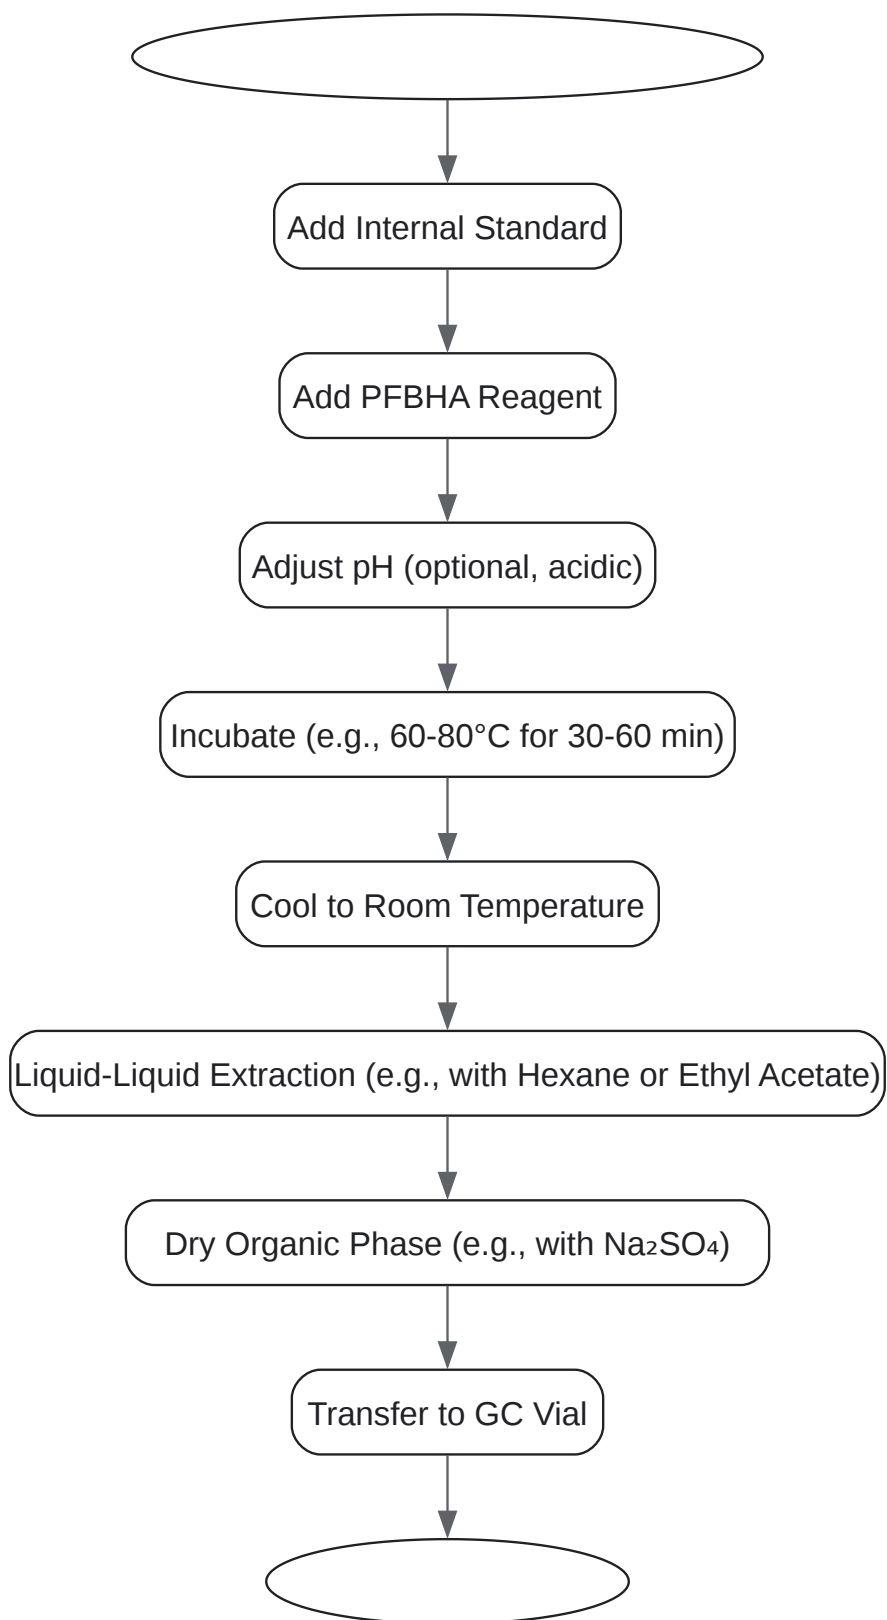 Add Internal Standard
Add PFBHA Reagent
Adjust pH (optional, acidic)
Incubate (e.g., 60-80°C for 30-60 min)
Cool to Room Temperature
Liquid-Liquid Extraction (e.g., with Hexane or Ethyl Acetate)
Dry Organic Phase (e.g., with Na₂SO₄)
Transfer to GC Vial